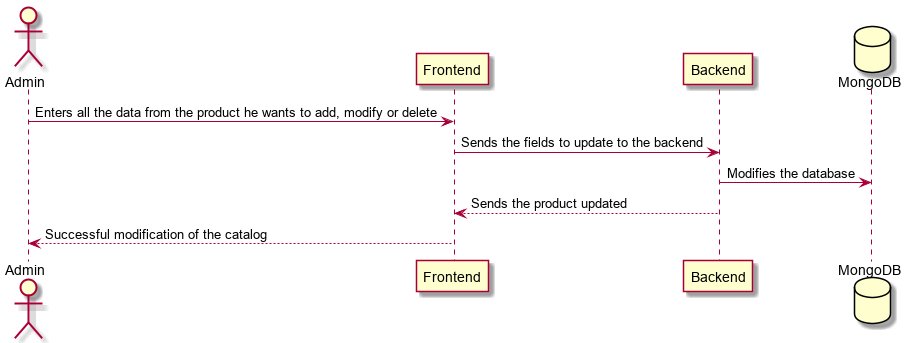 Admin
Frontend
Backend
MongoDB
Enters all the data from the product he wants to add, modify or delete
Sends the fields to update to the backend
Modifies the database
Sends the product updated
Successful modification of the catalog
Admin
Frontend
Backend
MongoDB